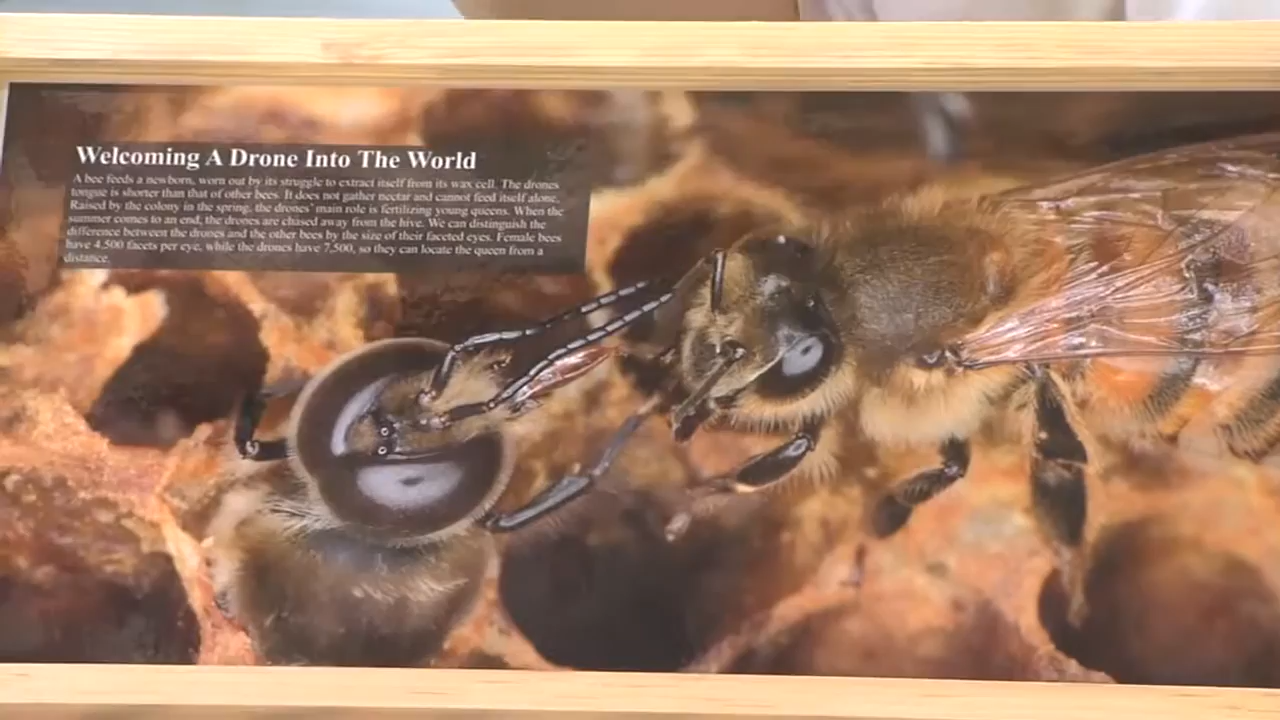 Welcoming A Drone Into The World
A bee feeds a newborn, worn out by its struggle to extract itself from its wax cell. The drones
tongue is shorter than that of other bees. It does not gather nectar and cannot feed itself alone.
Raised by the colony in the spring, the drones' main role is fertilizing young queens. When the
summer comes to an end, the drones are chased away from the hive. We can distinguish the
difference between the drones and the other bees by the size of their faceted eyes. Female bees
have 4,500 facets per eye, while the drones have 7,500, so they can locate the queen from a
distance.